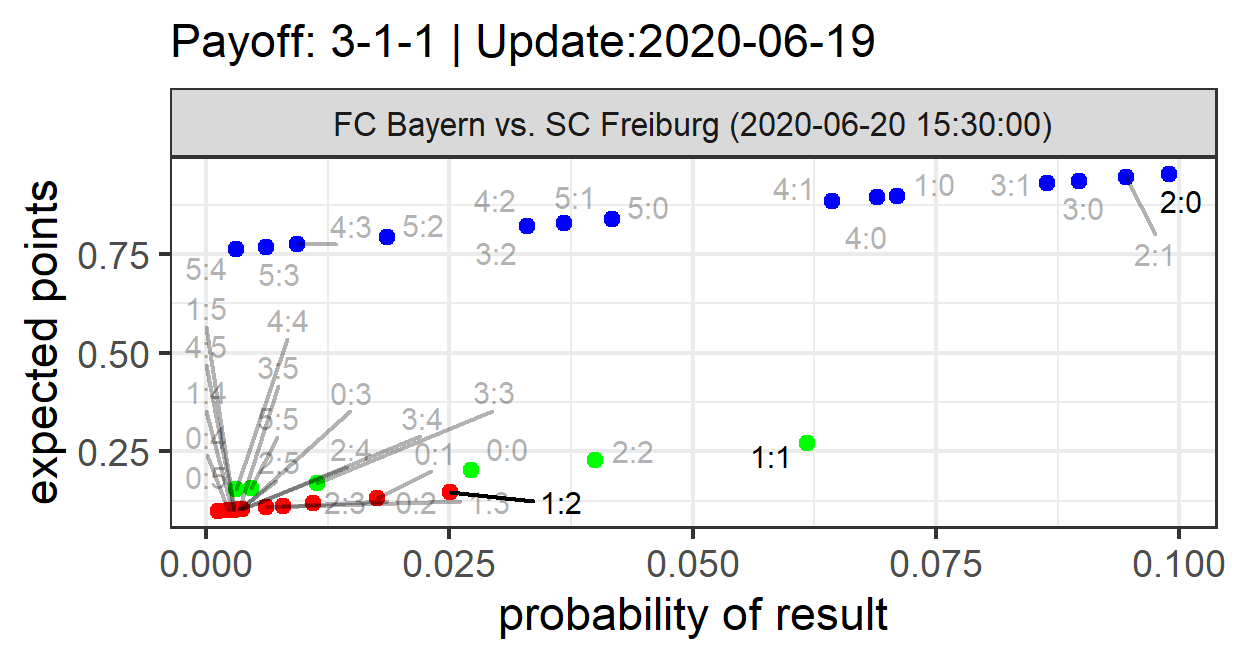 Payoff: 3-1-1 | Update:2020-06-19
FC Bayern vs. SC Freiburg (2020-06-20 15:30:00)
expected points
0.75
0.50
0.25
4:2 5:1 5:0 4:1 1:0 3:1
4:3 5:2 3:0 2:0
3:2 4:0 2:1
5:4 5:3
1:5 4:4
4:5 3:5
1:4 0:3 3:3
5:5 3:4
0:4 2:4 0:1 0:0 2:2 1:1
0:5 2:5
2:3 0:2 1:3 1:2
0.000 0.025 0.050 0.075 0.100
probability of result